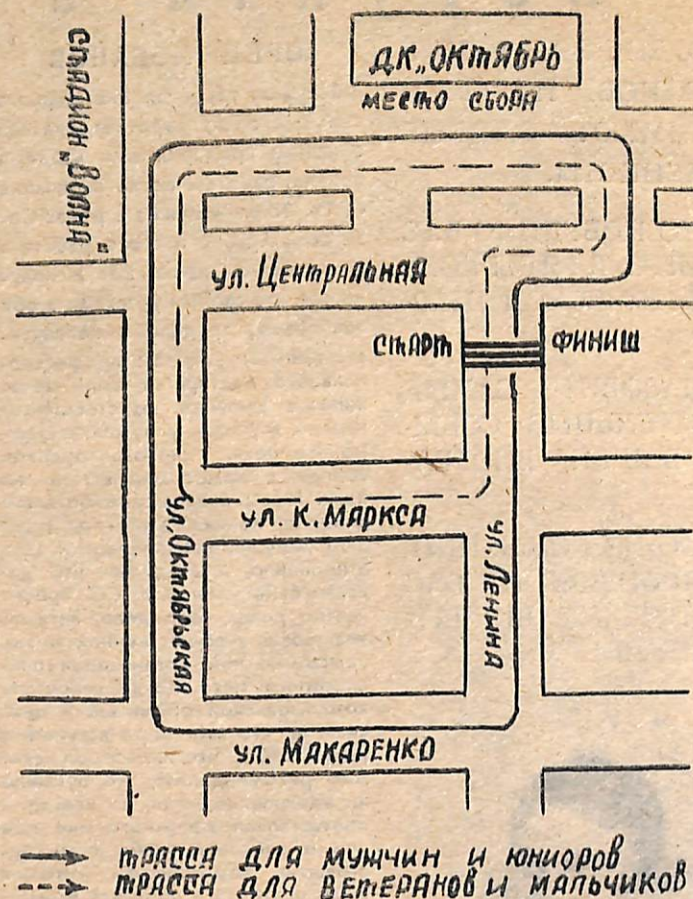 ДК „ОКТЯБРЬ
МЕСТО СБОРА
СТАДИОН „Волна“
ул. Центральная
СТАРТ
ФИНИШ
ул. К. Маркса
ул. Октябрьская
ул. Ленина
ул. МАКАРЕНКО
трасса для мужчин и юниоров
трасса для ветеранов и мальчиков